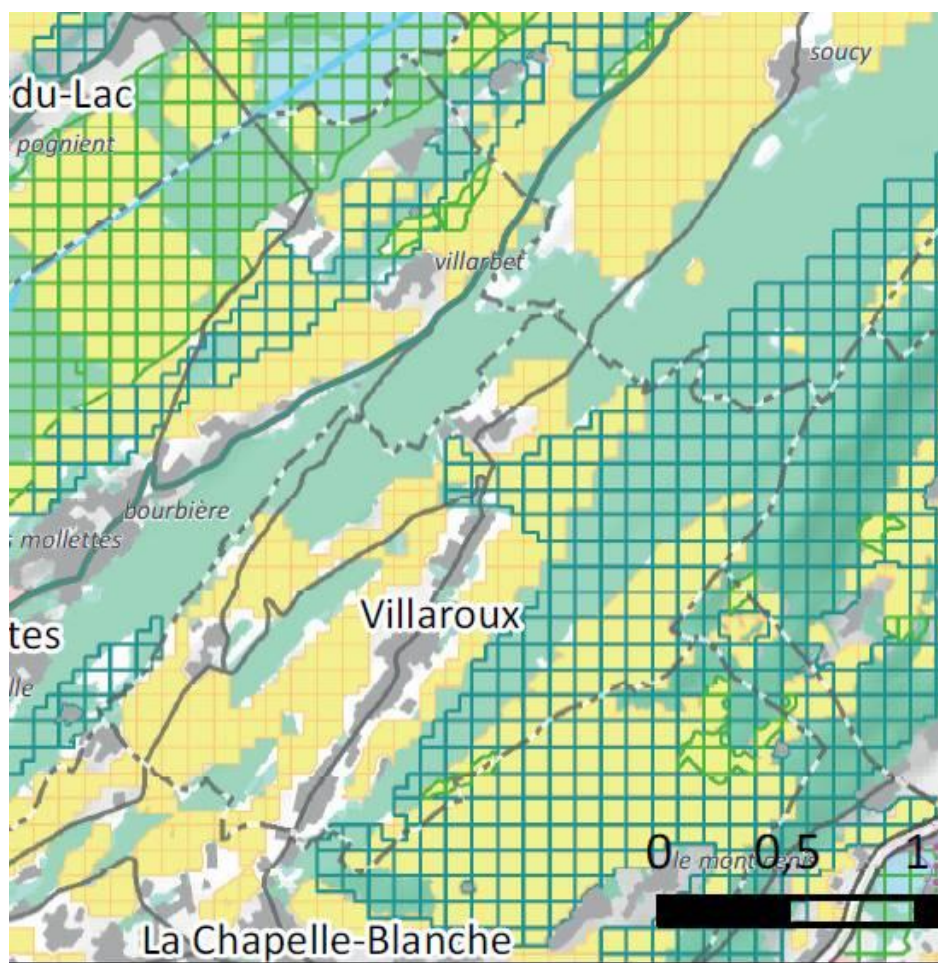 soucy
du-Lac
pognient
villarbet
bourbière
s mollettes
Villaroux
tes
lle
0 0,5 1
le mont cenis
La Chapelle-Blanche